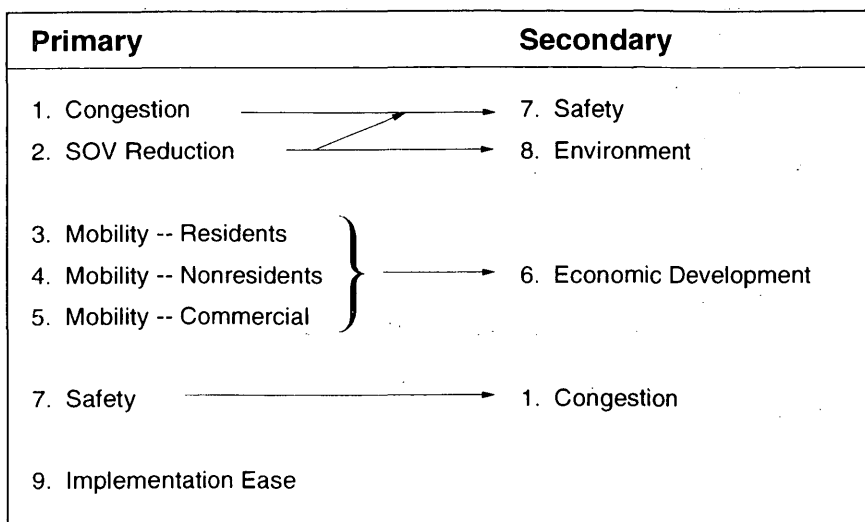 Primary Secondary
1. Congestion 7. Safety
2. SOV Reduction 8. Environment
3. Mobility -- Residents
4. Mobility -- Nonresidents 6. Economic Development
5. Mobility -- Commercial
7. Safety 1. Congestion
9. Implementation Ease